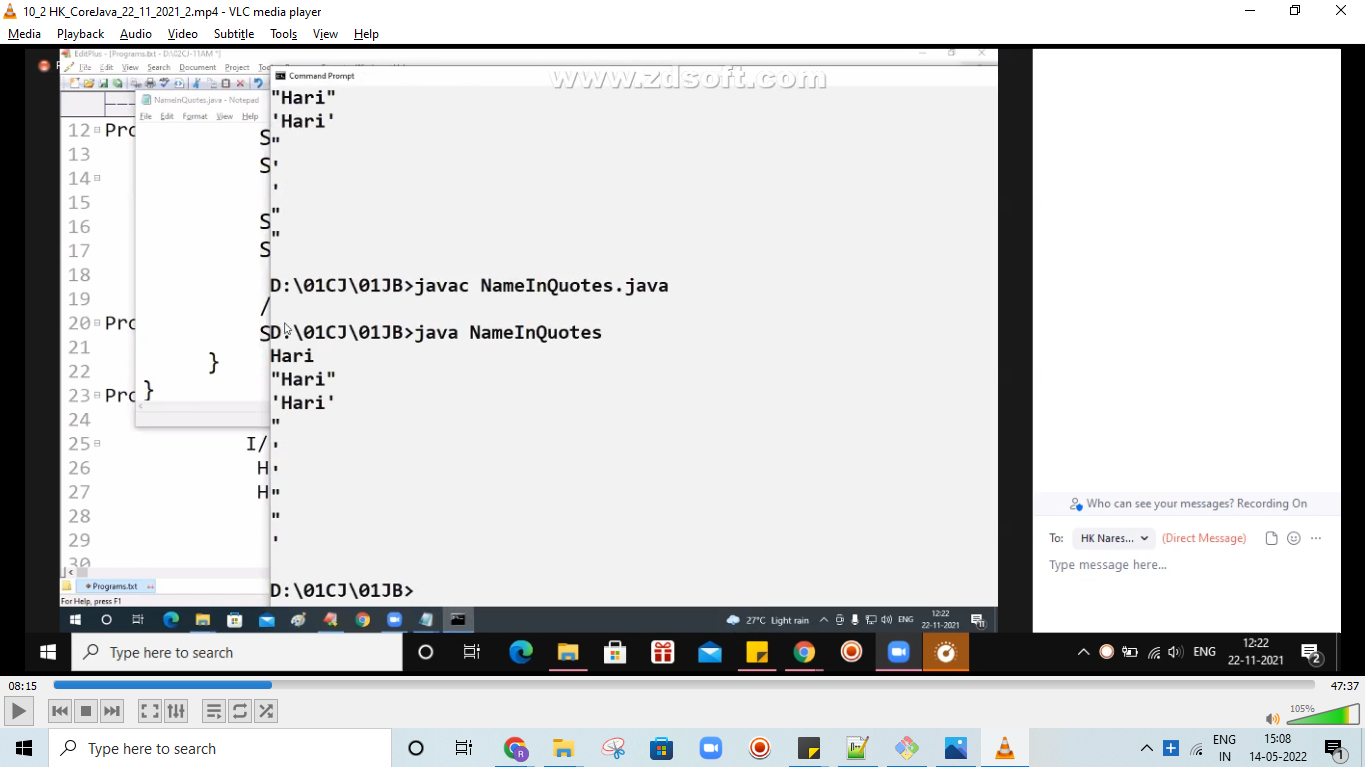 10_2 HK_CoreJava_22_11_2021_2.mp4 - VLC media player
Media Playback Audio Video Subtitle Tools View Help
EditPlus - [Programs.txt - D:\02CJ-11AM *]
File Edit View Search Document Project
www.zdsoft.com
Command Prompt
NameInQuotes.java - Notepad
File Edit Format View Help
12 Pro
13
14
15
16
17
18
19
20 Pro
21
22
23 Pro
24
25 I/
26 H
27 H
28
29
30
S
S
S
S
/
S
}
}
"Hari"
'Hari'
"
'
'
"
"
D:\01CJ\01JB>javac NameInQuotes.java
D:\01CJ\01JB>java NameInQuotes
Hari
"Hari"
'Hari'
"
'
'
"
"
'
D:\01CJ\01JB>
Programs.txt
For Help, press F1
27°C Light rain ENG 12:22
22-11-2021
Who can see your messages? Recording On
To: HK Nares... (Direct Message)
Type message here...
Type here to search
ENG 12:22
22-11-2021 2
08:15 47:37
105%
Type here to search
ENG
IN
15:08
14-05-2022 1